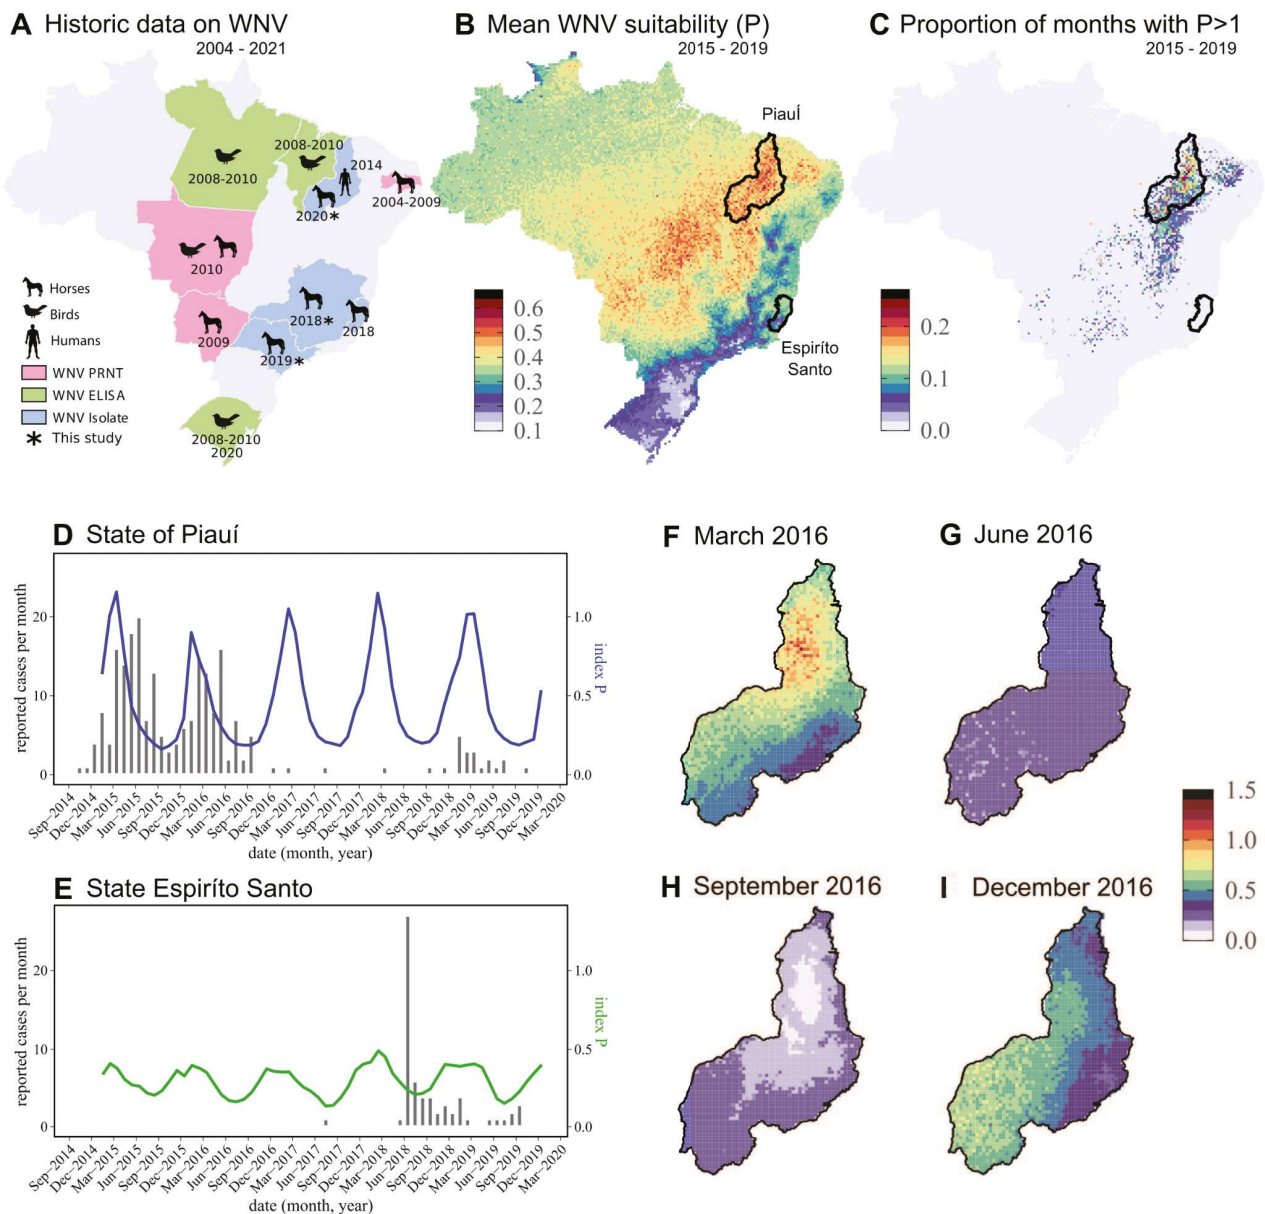 A Historic data on WNV
2004 - 2021
B Mean WNV suitability (P)
2015 - 2019
C Proportion of months with P>1
2015 - 2019
2008-2010
2008-2010
2014
2020*
2004-2009
2010
2009
2018*
2018
2019*
2008-2010
2020
Horses
Birds
Humans
WNV PRNT
WNV ELISA
WNV Isolate
* This study
Piauí
Espiríto
Santo
0.6
0.5
0.4
0.3
0.2
0.1
0.2
0.1
0.0
D State of Piauí
reported cases per month
20
10
0
1.0
0.5
0.0
index P
Sep-2014
Dec-2014
Mar-2015
Jun-2015
Sep-2015
Dec-2015
Mar-2016
Jun-2016
Sep-2016
Dec-2016
Mar-2017
Jun-2017
Sep-2017
Dec-2017
Mar-2018
Jun-2018
Sep-2018
Dec-2018
Mar-2019
Jun-2019
Sep-2019
Dec-2019
Mar-2020
date (month, year)
E State Espiríto Santo
reported cases per month
20
10
0
1.0
0.5
0.0
index P
Sep-2014
Dec-2014
Mar-2015
Jun-2015
Sep-2015
Dec-2015
Mar-2016
Jun-2016
Sep-2016
Dec-2016
Mar-2017
Jun-2017
Sep-2017
Dec-2017
Mar-2018
Jun-2018
Sep-2018
Dec-2018
Mar-2019
Jun-2019
Sep-2019
Dec-2019
Mar-2020
date (month, year)
F March 2016
G June 2016
H September 2016
I December 2016
1.5
1.0
0.5
0.0